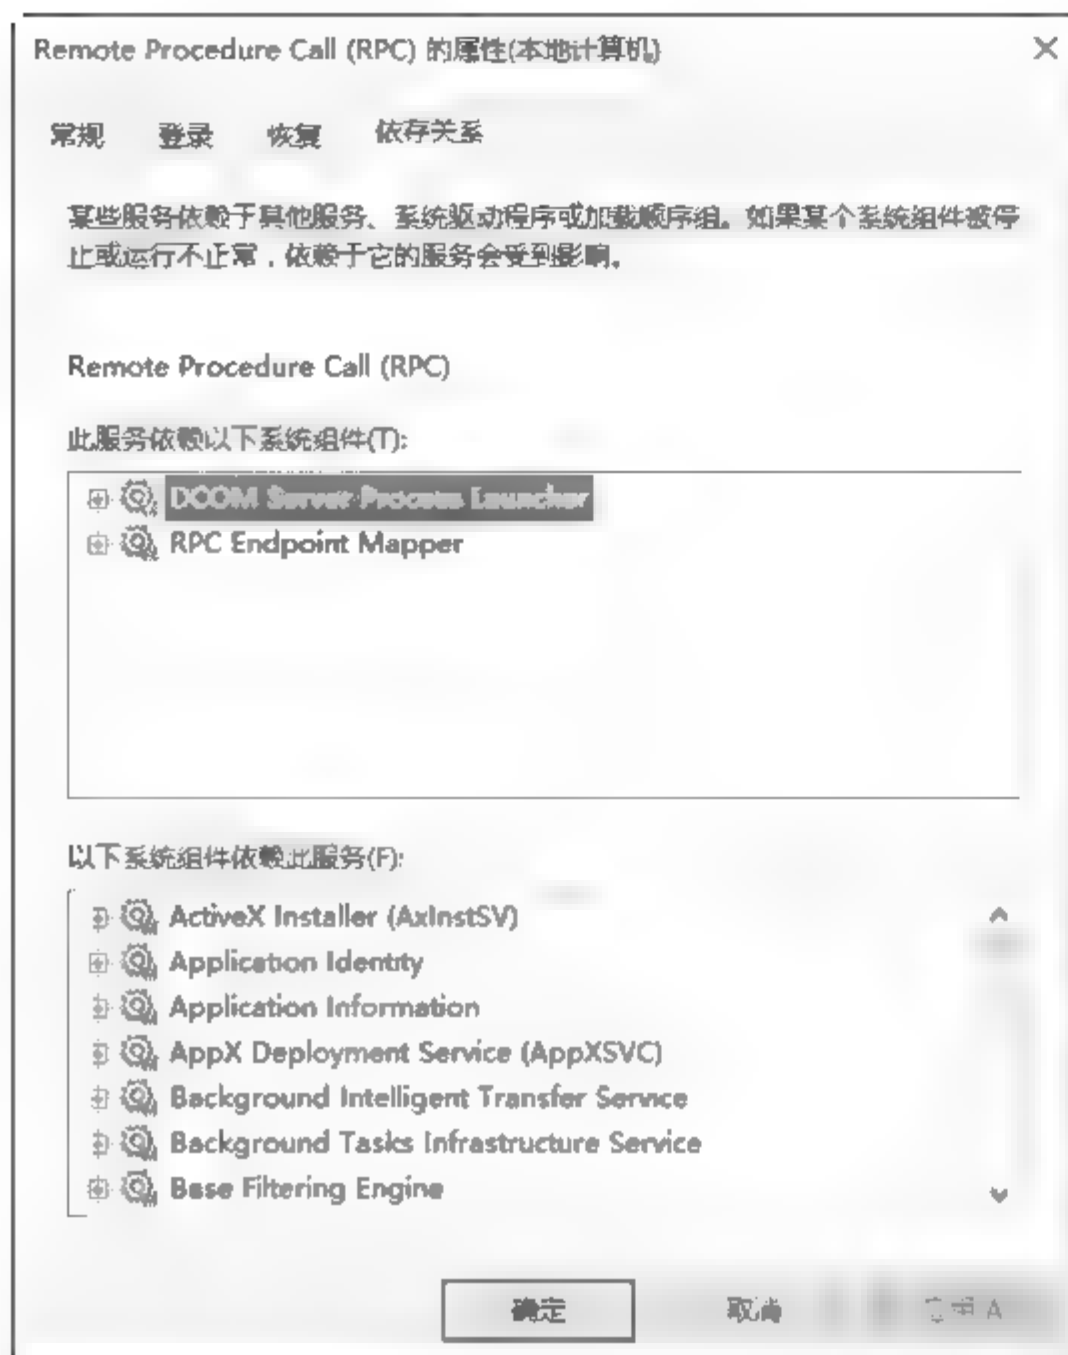 Remote Procedure Call (RPC) 的属性(本地计算机)
常规 登录 恢复 依存关系
某些服务依赖于其他服务、系统驱动程序或加载顺序组。如果某个系统组件被停
止或运行不正常，依赖于它的服务会受到影响。
Remote Procedure Call (RPC)
此服务依赖以下系统组件(T):
DCOM Server Process Launcher
RPC Endpoint Mapper
以下系统组件依赖此服务(F):
ActiveX Installer (AxInstSV)
Application Identity
Application Information
AppX Deployment Service (AppXSVC)
Background Intelligent Transfer Service
Background Tasks Infrastructure Service
Base Filtering Engine
确定 取消